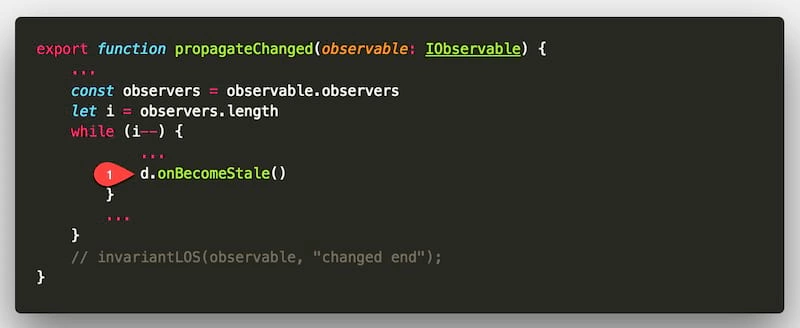 export function propagateChanged(observable: IObservable) {
    ...
    const observers = observable.observers
    let i = observers.length
    while (i--) {
            ...
1           d.onBecomeStale()
        }
        ...
    }
    // invariantLOS(observable, "changed end");
}